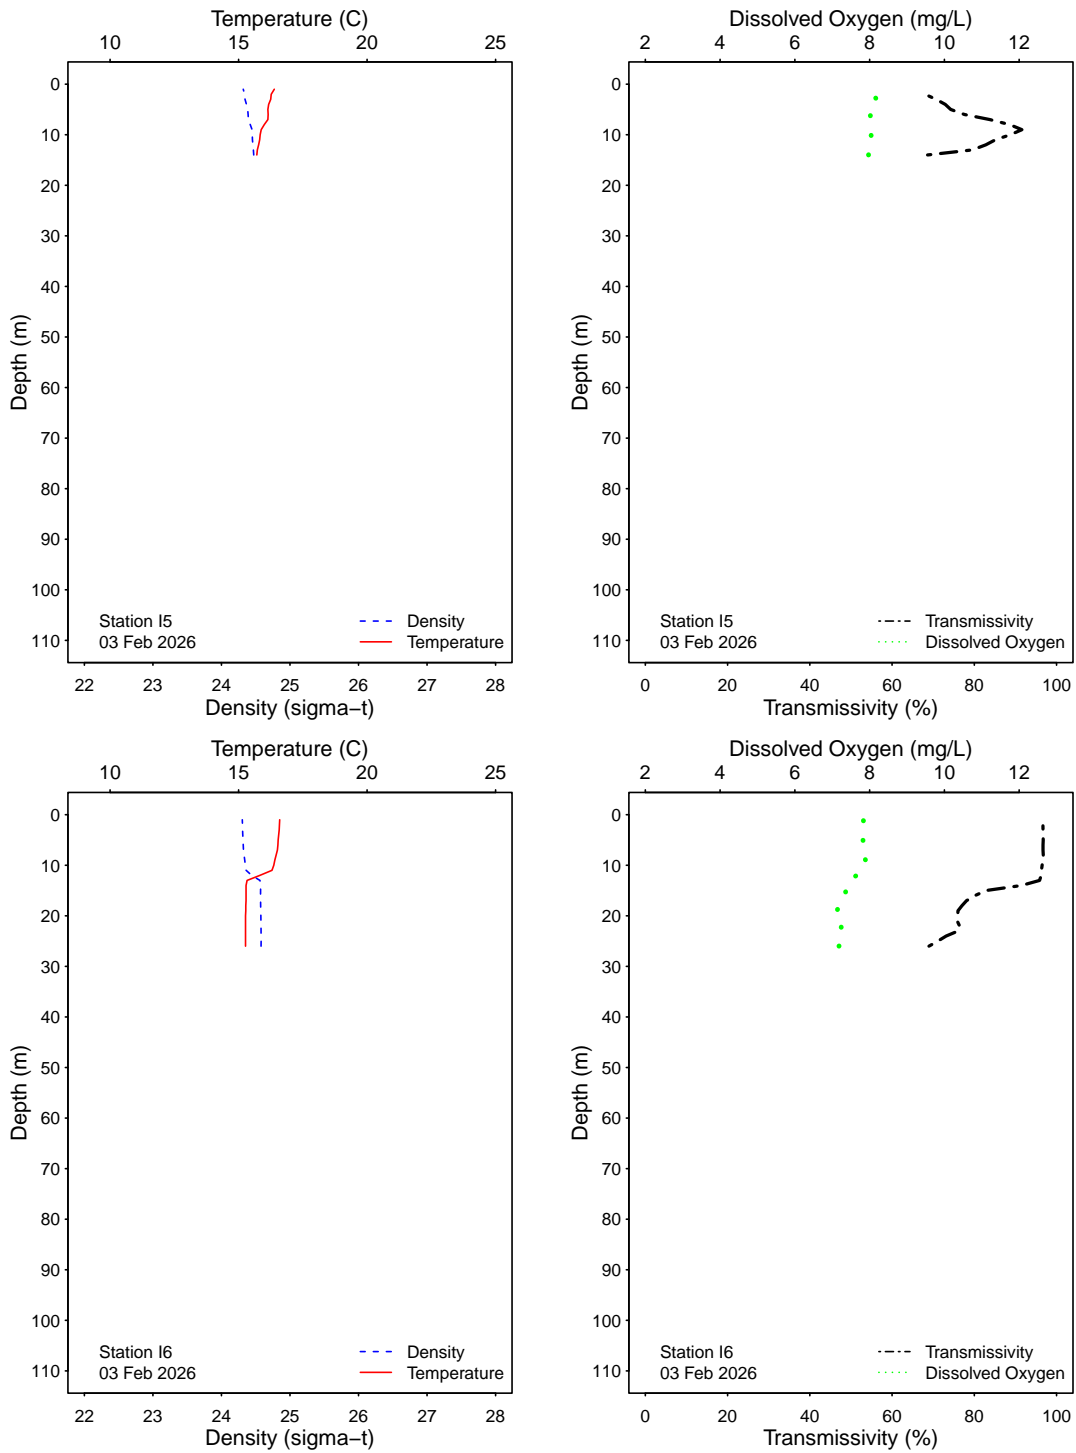 Temperature (C)
10 15 20 25
0
10
20
30
40
50
60
70
80
90
100
110
Depth (m)
Station I5
03 Feb 2026
Density
Temperature
22 23 24 25 26 27 28
Density (sigma−t)
Dissolved Oxygen (mg/L)
2 4 6 8 10 12
0
10
20
30
40
50
60
70
80
90
100
110
Depth (m)
Station I5
03 Feb 2026
Transmissivity
Dissolved Oxygen
0 20 40 60 80 100
Transmissivity (%)
Temperature (C)
10 15 20 25
0
10
20
30
40
50
60
70
80
90
100
110
Depth (m)
Station I6
03 Feb 2026
Density
Temperature
22 23 24 25 26 27 28
Density (sigma−t)
Dissolved Oxygen (mg/L)
2 4 6 8 10 12
0
10
20
30
40
50
60
70
80
90
100
110
Depth (m)
Station I6
03 Feb 2026
Transmissivity
Dissolved Oxygen
0 20 40 60 80 100
Transmissivity (%)